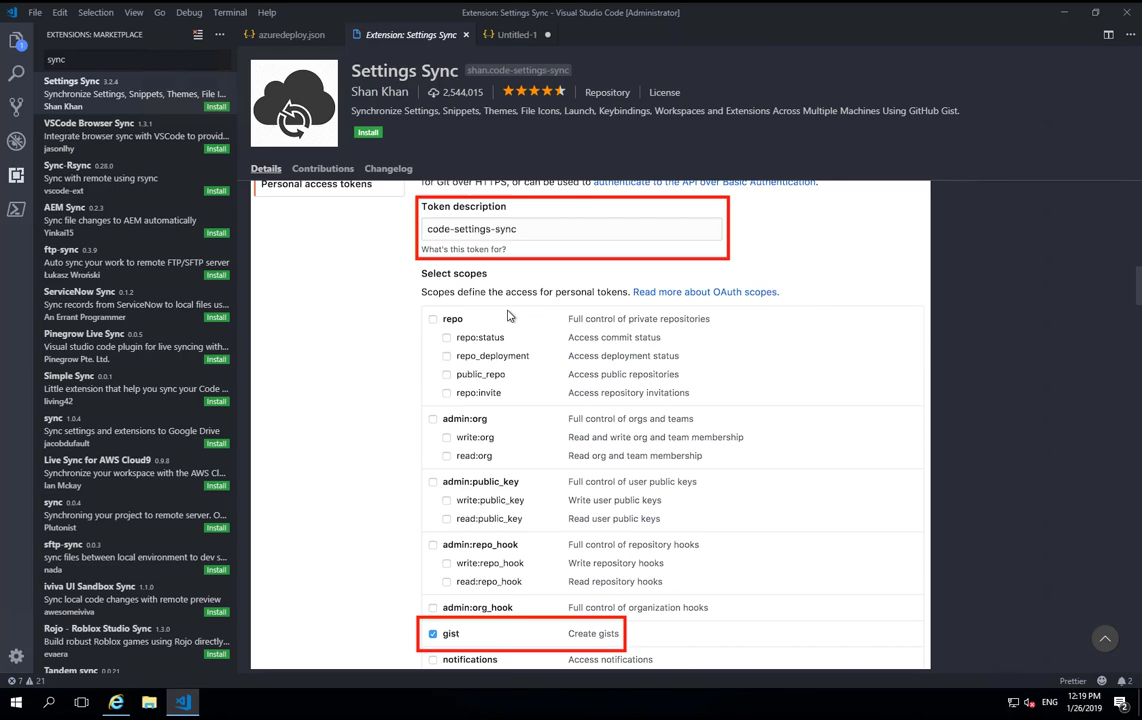 File Edit Selection View Go Debug Terminal Help
Extension: Settings Sync - Visual Studio Code [Administrator]
EXTENSIONS: MARKETPLACE
azuredeploy.json
Extension: Settings Sync
Untitled-1
1
sync
Settings Sync 3.2.4
Synchronize Settings, Snippets, Themes, File I...
Shan Khan Install
VSCode Browser Sync 1.3.1
Integrate browser sync with VSCode to provid...
jasonlhy Install
Sync-Rsync 0.28.0
Sync with remote using rsync
vscode-ext Install
AEM Sync 0.2.3
Sync file changes to AEM automatically
Yinkai15 Install
ftp-sync 0.3.9
Auto sync your work to remote FTP/SFTP server
Łukasz Wroński Install
ServiceNow Sync 0.1.2
Sync records from ServiceNow to local files us...
An Errant Programmer Install
Pinegrow Live Sync 0.0.5
Visual studio code plugin for live syncing with...
Pinegrow Pte. Ltd. Install
Simple Sync 0.0.1
Little extension that help you sync your Code ...
living42 Install
sync 1.0.4
Sync settings and extensions to Google Drive
jacobdufault Install
Live Sync for AWS Cloud9 0.9.8
Synchronize your workspace with the AWS Cl...
Ian Mckay Install
sync 0.0.4
Synchroning your project to remote server. O...
Plutonist Install
sftp-sync 0.0.3
sync files between local environment to dev s...
nada Install
iviva UI Sandbox Sync 1.1.0
Sync local code changes with remote preview
awesomeiviva Install
Rojo - Roblox Studio Sync 1.3.0
Build robust Roblox games using Rojo directly...
evaera Install
Tandem sync 0.0.21
Settings Sync shan.code-settings-sync
Shan Khan 2,544,015 Repository License
Synchronize Settings, Snippets, Themes, File Icons, Launch, Keybindings, Workspaces and Extensions Across Multiple Machines Using GitHub Gist.
Install
Details Contributions Changelog
Personal access tokens
for Git over HTTPS, or can be used to authenticate to the API over Basic Authentication.
Token description
code-settings-sync
What's this token for?
Select scopes
Scopes define the access for personal tokens. Read more about OAuth scopes.
repo Full control of private repositories
repo:status Access commit status
repo_deployment Access deployment status
public_repo Access public repositories
repo:invite Access repository invitations
admin:org Full control of orgs and teams
write:org Read and write org and team membership
read:org Read org and team membership
admin:public_key Full control of user public keys
write:public_key Write user public keys
read:public_key Read user public keys
admin:repo_hook Full control of repository hooks
write:repo_hook Write repository hooks
read:repo_hook Read repository hooks
admin:org_hook Full control of organization hooks
gist Create gists
notifications Access notifications
7 21
Prettier 2
ENG
12:19 PM
1/26/2019
2